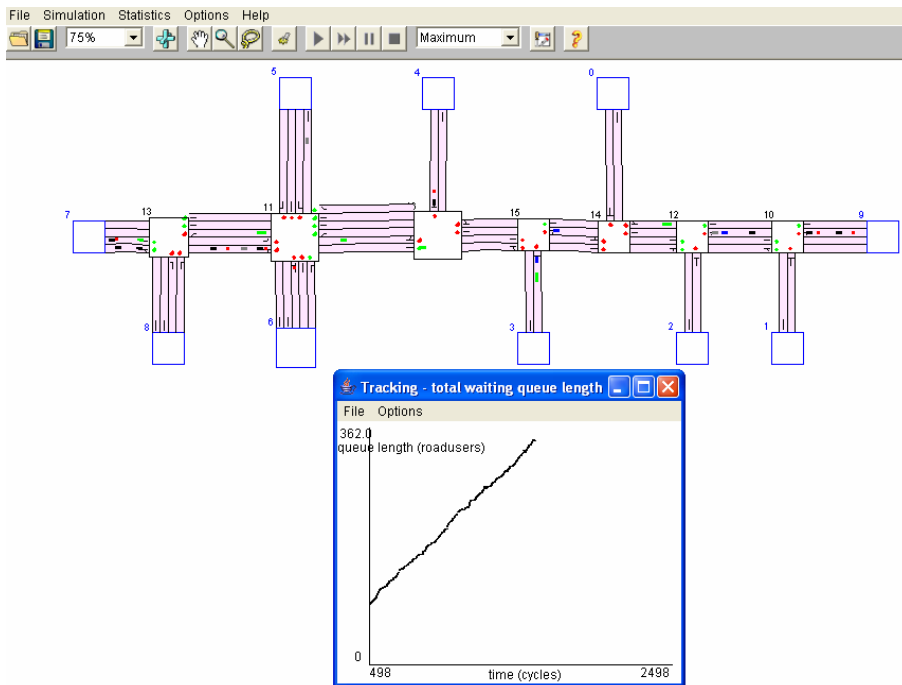 File Simulation Statistics Options Help
75% Maximum
5 4 0
7 13 11 15 14 12 10 9
8 6 3 2 1
Tracking - total waiting queue length
File Options
362.0
queue length (roadusers)
0
498 time (cycles) 2498